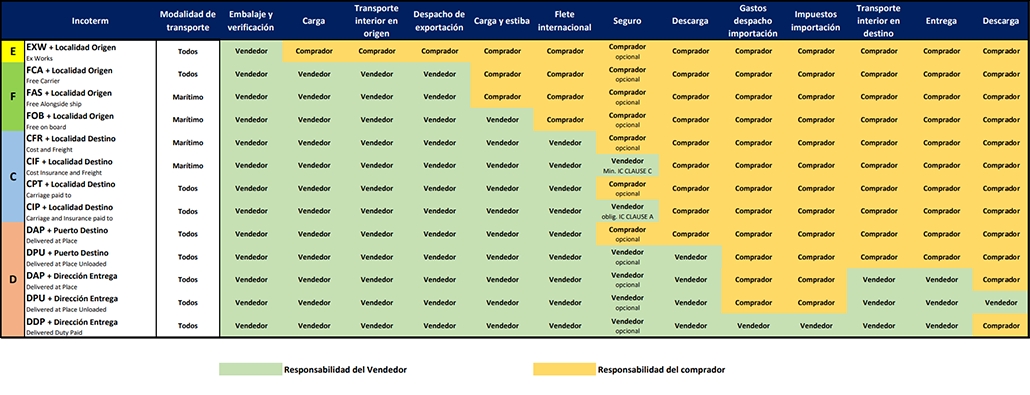 Incoterm Modalidad de transporte Embalaje y verificación Carga Transporte interior en origen Despacho de exportación Carga y estiba Flete internacional Seguro Descarga Gastos despacho importación Impuestos importación Transporte interior en destino Entrega Descarga
E EXW + Localidad Origen Todos Vendedor Comprador Comprador Comprador Comprador Comprador Comprador Comprador Comprador Comprador Comprador Comprador Comprador
Ex Works opcional
FCA + Localidad Origen Todos Vendedor Vendedor Vendedor Vendedor Comprador Comprador Comprador Comprador Comprador Comprador Comprador Comprador Comprador
Free Carrier opcional
F FAS + Localidad Origen Marítimo Vendedor Vendedor Vendedor Vendedor Comprador Comprador Comprador Comprador Comprador Comprador Comprador Comprador Comprador
Free Alongside ship opcional
FOB + Localidad Origen Marítimo Vendedor Vendedor Vendedor Vendedor Vendedor Comprador Comprador Comprador Comprador Comprador Comprador Comprador Comprador
Free on board opcional
CFR + Localidad Destino Marítimo Vendedor Vendedor Vendedor Vendedor Vendedor Vendedor Comprador Comprador Comprador Comprador Comprador Comprador Comprador
Cost and Freight opcional
CIF + Localidad Destino Marítimo Vendedor Vendedor Vendedor Vendedor Vendedor Vendedor Vendedor Comprador Comprador Comprador Comprador Comprador Comprador
Cost Insurance and Freight Min. IC CLAUSE C
C CPT + Localidad Destino Todos Vendedor Vendedor Vendedor Vendedor Vendedor Vendedor Comprador Comprador Comprador Comprador Comprador Comprador Comprador
Carriage paid to opcional
CIP + Localidad Destino Todos Vendedor Vendedor Vendedor Vendedor Vendedor Vendedor Vendedor Comprador Comprador Comprador Comprador Comprador Comprador
Carriage and Insurance paid to oblig. IC CLAUSE A
DAP + Puerto Destino Todos Vendedor Vendedor Vendedor Vendedor Vendedor Vendedor Comprador Comprador Comprador Comprador Comprador Comprador Comprador
Delivered at Place opcional
DPU + Puerto Destino Todos Vendedor Vendedor Vendedor Vendedor Vendedor Vendedor Vendedor Vendedor Comprador Comprador Comprador Comprador Comprador
Delivered at Place Unloaded opcional
D DAP + Dirección Entrega Todos Vendedor Vendedor Vendedor Vendedor Vendedor Vendedor Vendedor Vendedor Comprador Comprador Vendedor Vendedor Comprador
Delivered at Place opcional
DPU + Dirección Entrega Todos Vendedor Vendedor Vendedor Vendedor Vendedor Vendedor Vendedor Vendedor Comprador Comprador Vendedor Vendedor Vendedor
Delivered at Place Unloaded opcional
DDP + Dirección Entrega Todos Vendedor Vendedor Vendedor Vendedor Vendedor Vendedor Vendedor Vendedor Vendedor Vendedor Vendedor Vendedor Comprador
Delivered Duty Paid opcional
Responsabilidad del Vendedor Responsabilidad del comprador